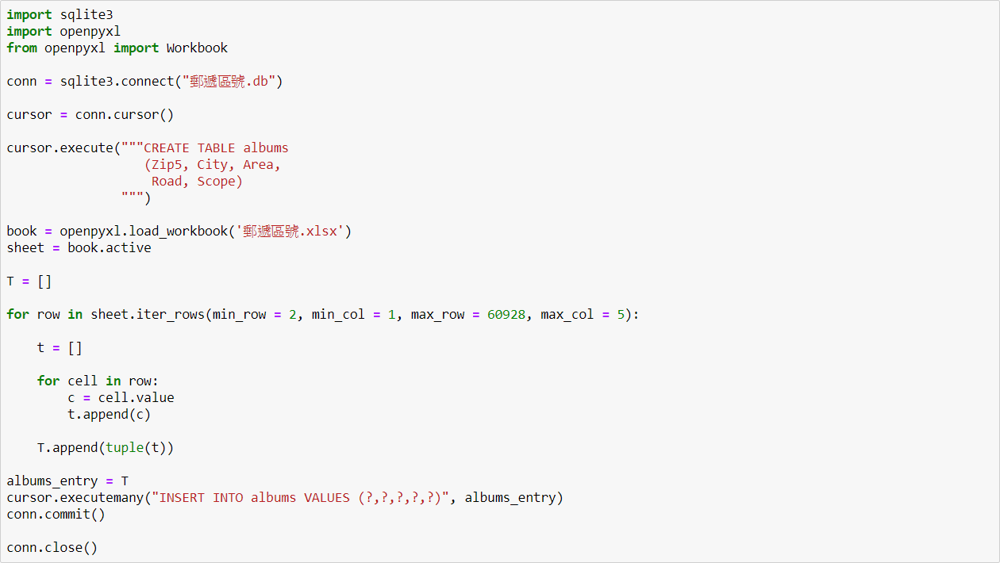 import sqlite3
import openpyxl
from openpyxl import Workbook
conn = sqlite3.connect("郵遞區號.db")
cursor = conn.cursor()
cursor.execute("""CREATE TABLE albums
                  (Zip5, City, Area,
                   Road, Scope)
               """)
book = openpyxl.load_workbook('郵遞區號.xlsx')
sheet = book.active
T = []
for row in sheet.iter_rows(min_row = 2, min_col = 1, max_row = 60928, max_col = 5):
    t = []
    for cell in row:
        c = cell.value
        t.append(c)
    T.append(tuple(t))
albums_entry = T
cursor.executemany("INSERT INTO albums VALUES (?,?,?,?,?)", albums_entry)
conn.commit()
conn.close()